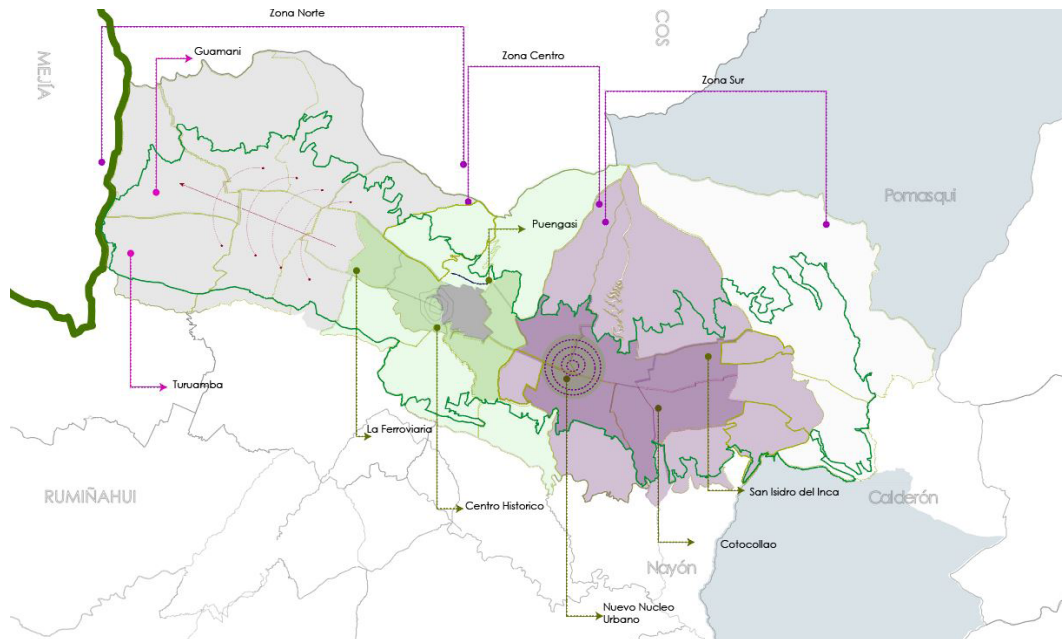 Zona Norte
COS
Guamani
Zona Centro
MEJÍA
Zona Sur
Pomasqui
Puengasi
Turuamba
La Ferroviaria
RUMIÑAHUI
San Isidro del Inca
Calderón
Centro Historico
Cotocollao
Nayón
Nuevo Nucleo
Urbano